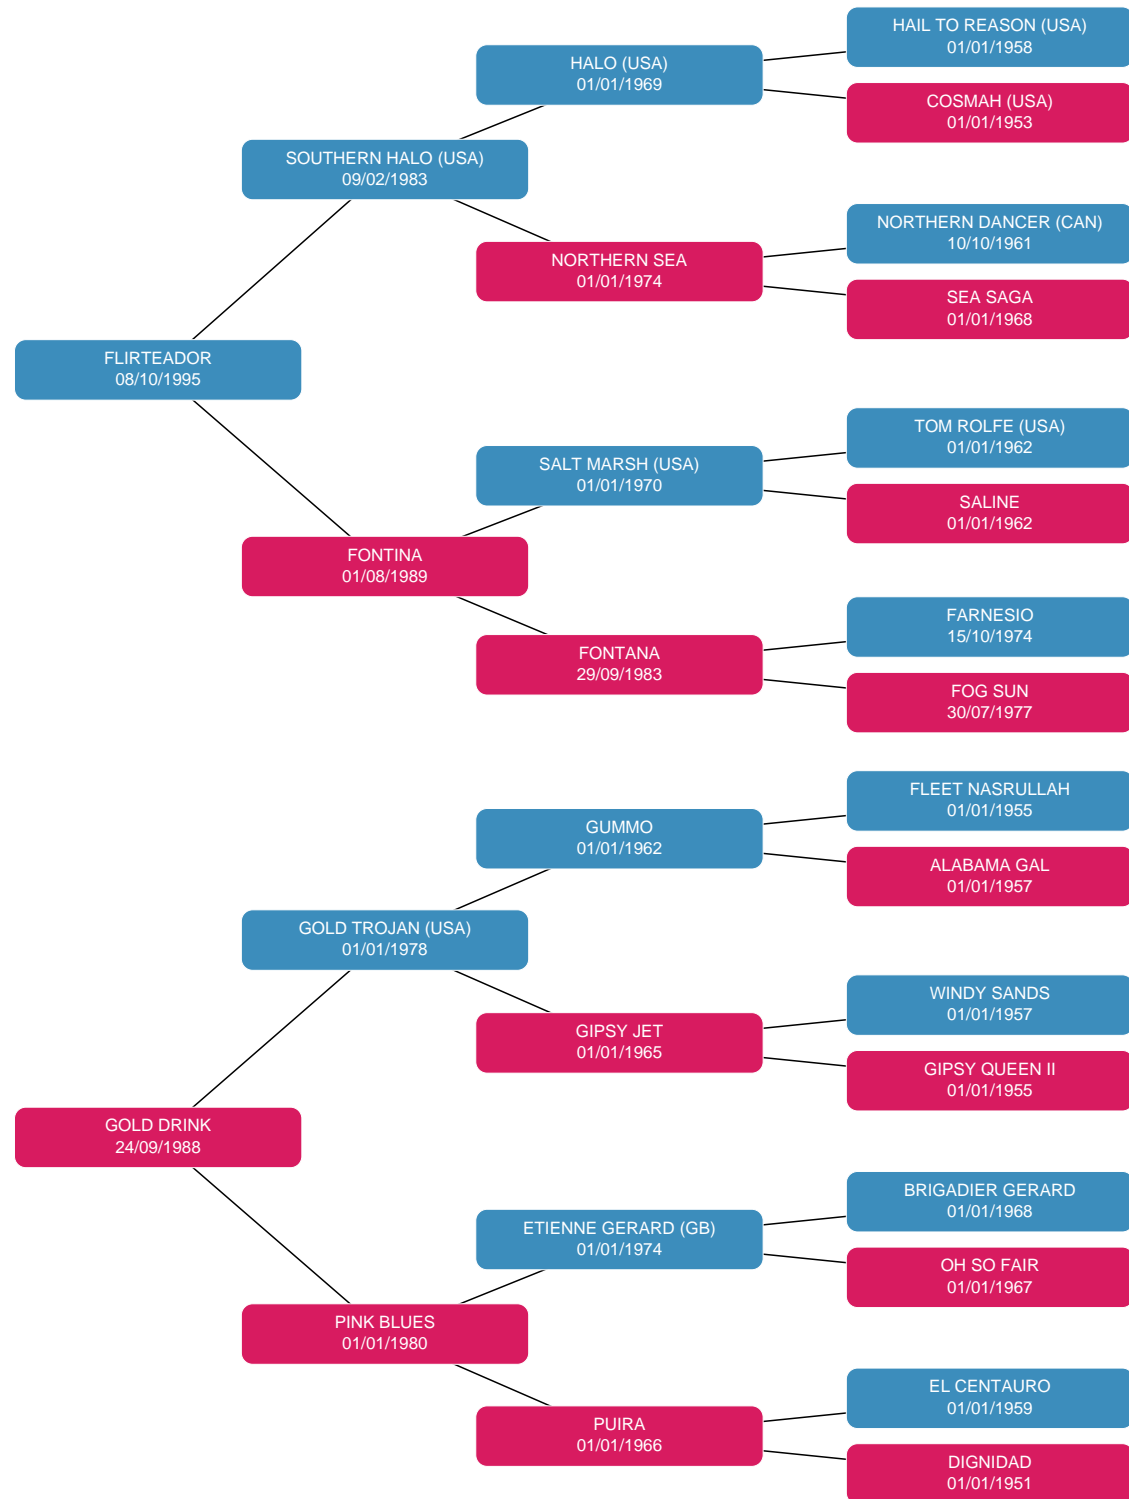 HAIL TO REASON (USA)
01/01/1958
HALO (USA)
01/01/1969
COSMAH (USA)
01/01/1953
SOUTHERN HALO (USA)
09/02/1983
NORTHERN DANCER (CAN)
10/10/1961
NORTHERN SEA
01/01/1974
SEA SAGA
01/01/1968
FLIRTEADOR
08/10/1995
TOM ROLFE (USA)
01/01/1962
SALT MARSH (USA)
01/01/1970
SALINE
01/01/1962
FONTINA
01/08/1989
FARNESIO
15/10/1974
FONTANA
29/09/1983
FOG SUN
30/07/1977
FLEET NASRULLAH
01/01/1955
GUMMO
01/01/1962
ALABAMA GAL
01/01/1957
GOLD TROJAN (USA)
01/01/1978
WINDY SANDS
01/01/1957
GIPSY JET
01/01/1965
GIPSY QUEEN II
01/01/1955
GOLD DRINK
24/09/1988
BRIGADIER GERARD
01/01/1968
ETIENNE GERARD (GB)
01/01/1974
OH SO FAIR
01/01/1967
PINK BLUES
01/01/1980
EL CENTAURO
01/01/1959
PUIRA
01/01/1966
DIGNIDAD
01/01/1951